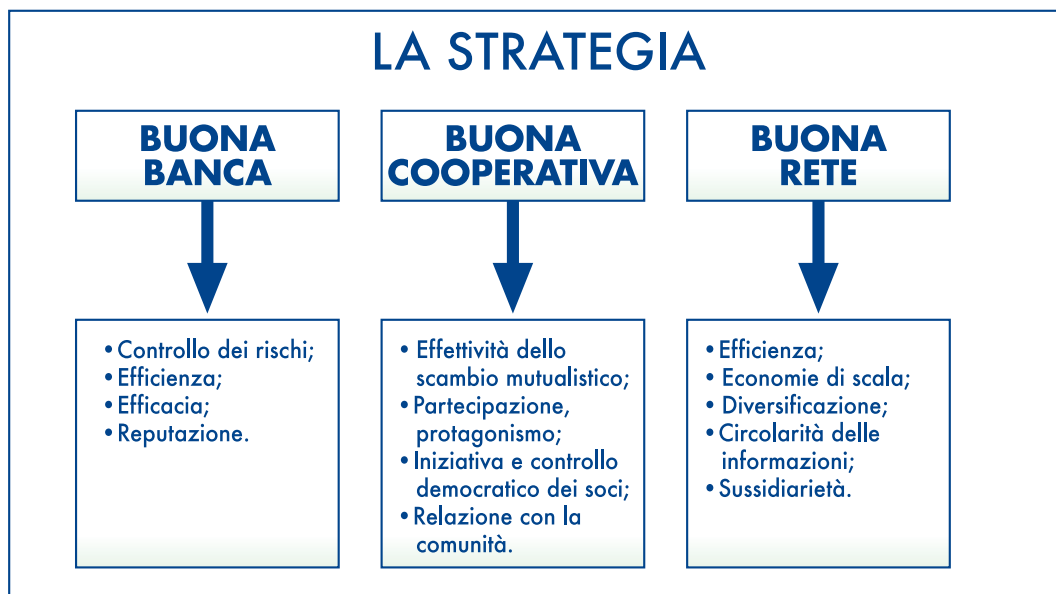 LA STRATEGIA
BUONA
BANCA
• Controllo dei rischi;
• Efficienza;
• Efficacia;
• Reputazione.
BUONA
COOPERATIVA
• Effettività dello
scambio mutualistico;
• Partecipazione,
protagonismo;
• Iniziativa e controllo
democratico dei soci;
• Relazione con la
comunità.
BUONA
RETE
• Efficienza;
• Economie di scala;
• Diversificazione;
• Circolarità delle
informazioni;
• Sussidiarietà.